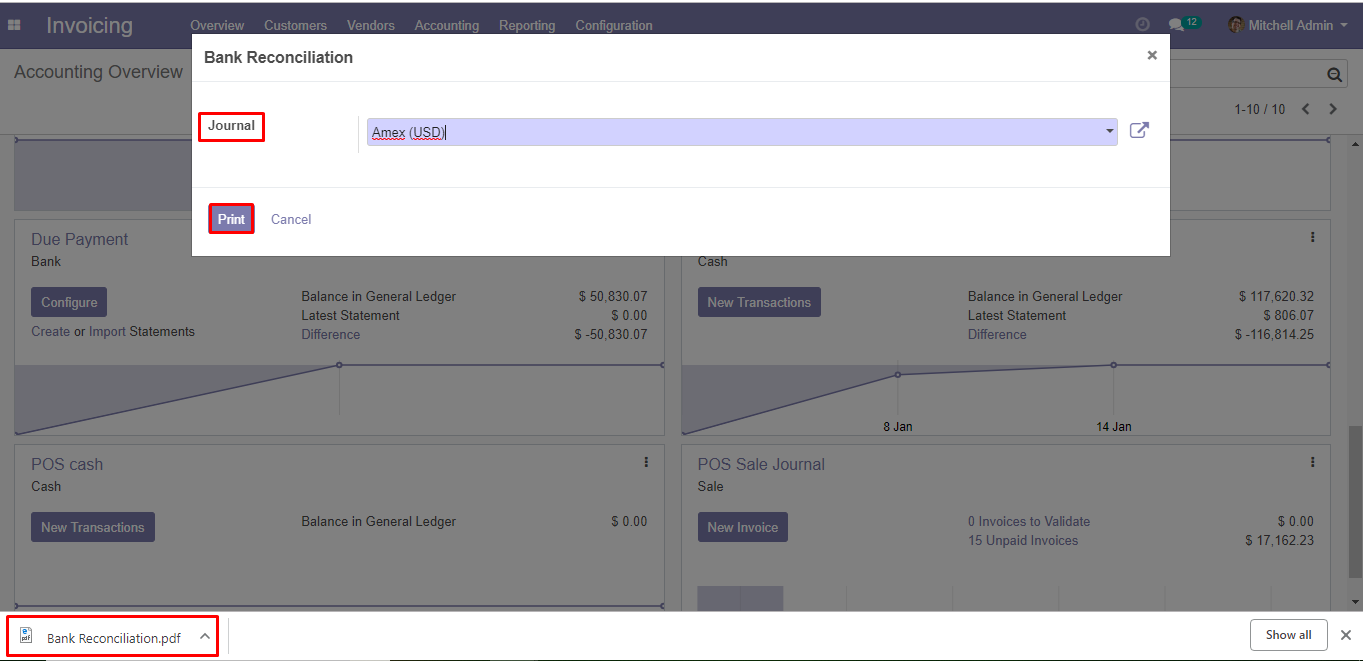 Invoicing
Overview Customers Vendors Accounting Reporting Configuration
12 Mitchell Admin
Accounting Overview
1-10 / 10
Bank Reconciliation
×
Journal
Amex (USD)
Print Cancel
Due Payment
Bank
Configure
Create or Import Statements
Balance in General Ledger $ 50,830.07
Latest Statement $ 0.00
Difference $ -50,830.07
Cash
New Transactions
Balance in General Ledger $ 117,620.32
Latest Statement $ 806.07
Difference $ -116,814.25
8 Jan 14 Jan
POS cash
Cash
New Transactions
Balance in General Ledger $ 0.00
POS Sale Journal
Sale
New Invoice
0 Invoices to Validate $ 0.00
15 Unpaid Invoices $ 17,162.23
Bank Reconciliation.pdf
Show all